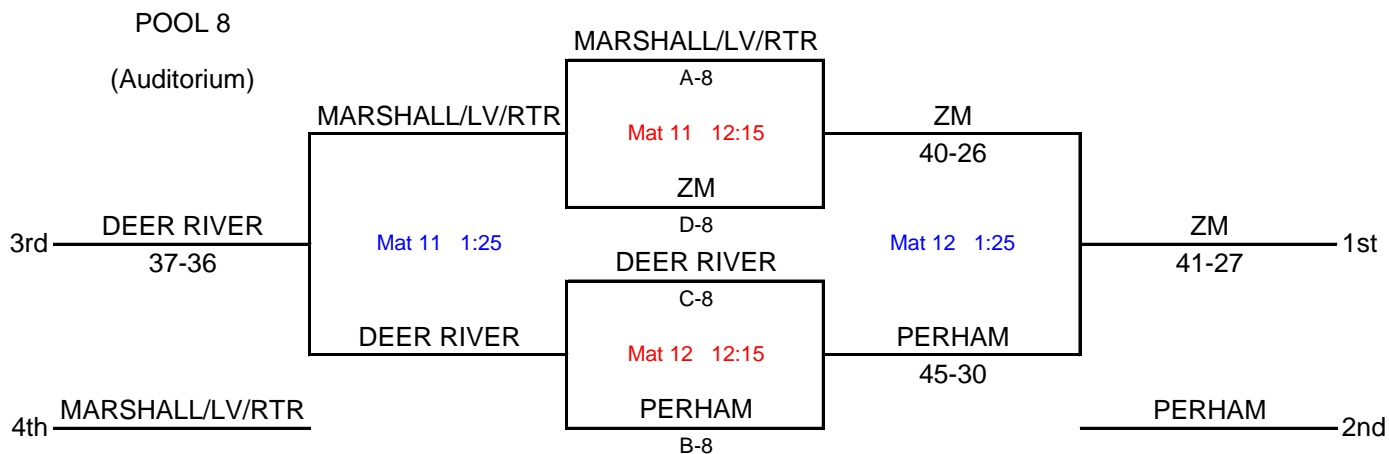 POOL 8
(Auditorium)
MARSHALL/LV/RTR
A-8
MARSHALL/LV/RTR
Mat 11 12:15
ZM
40-26
ZM
D-8
3rd
DEER RIVER
37-36
Mat 11 1:25
Mat 12 1:25
ZM
41-27
1st
DEER RIVER
C-8
DEER RIVER
Mat 12 12:15
PERHAM
45-30
4th
MARSHALL/LV/RTR
PERHAM
B-8
PERHAM
2nd